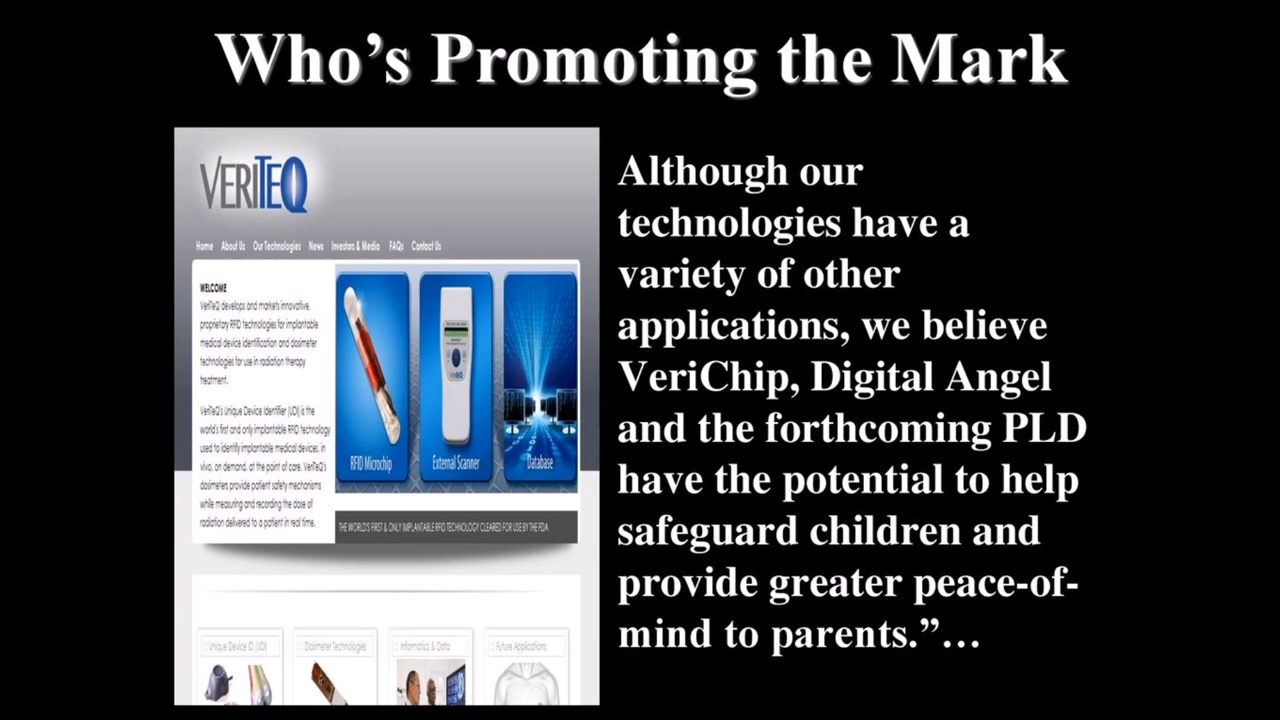 Who's Promoting the Mark
VERITEQ
Home About Us Our Technologies News Investors & Media FAQs Contact Us
WELCOME
VeriTeQ develops and markets innovative,
proprietary RFID technologies for implantable
medical device identification and dosimeter
technologies for use in radiation therapy
treatment.
VeriTeQ's Unique Device Identifier (UDI) is the
world's first and only implantable RFID technology
used to identify implantable medical devices, in
vivo, on demand, at the point of care. VeriTeQ's
dosimeters provide patient safety mechanisms
while measuring and recording the dose of
radiation delivered to a patient in real time.
RFID Microchip
External Scanner
Database
THE WORLD'S FIRST & ONLY IMPLANTABLE RFID TECHNOLOGY CLEARED FOR USE BY THE FDA
Unique Device ID (UDI)
Dosimeter Technologies
Informatics & Data
Future Applications
Although our
technologies have a
variety of other
applications, we believe
VeriChip, Digital Angel
and the forthcoming PLD
have the potential to help
safeguard children and
provide greater peace-of-
mind to parents.”…